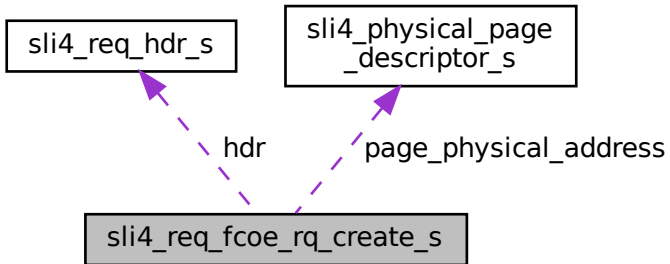 sli4_req_hdr_s
sli4_physical_page
_descriptor_s
hdr
page_physical_address
sli4_req_fcoe_rq_create_s